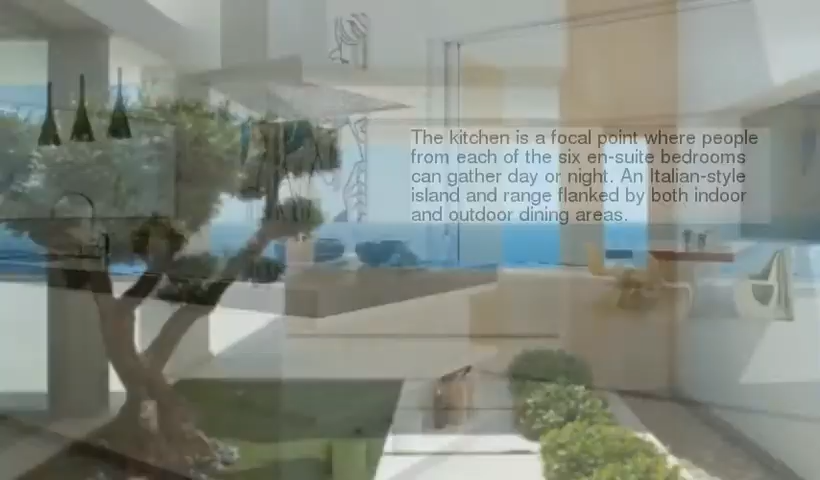 The kitchen is a focal point where people
from each of the six en-suite bedrooms
can gather day or night. An Italian-style
island and range flanked by both indoor
and outdoor dining areas.